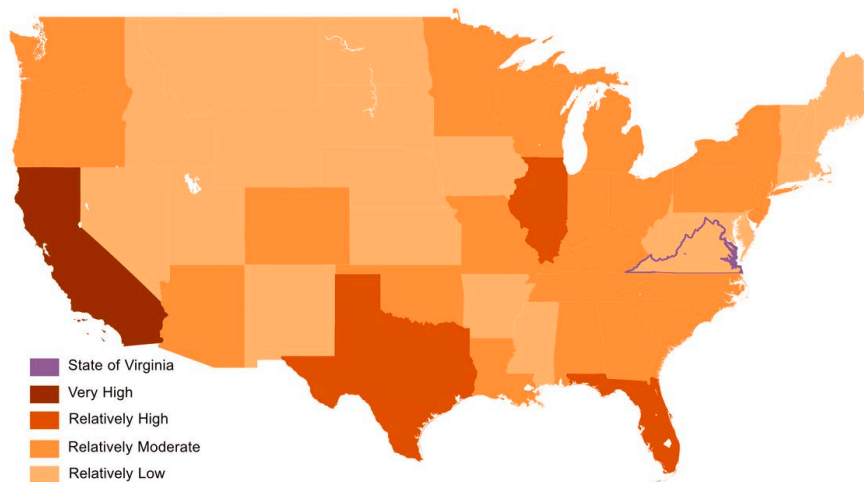 State of Virginia
Very High
Relatively High
Relatively Moderate
Relatively Low